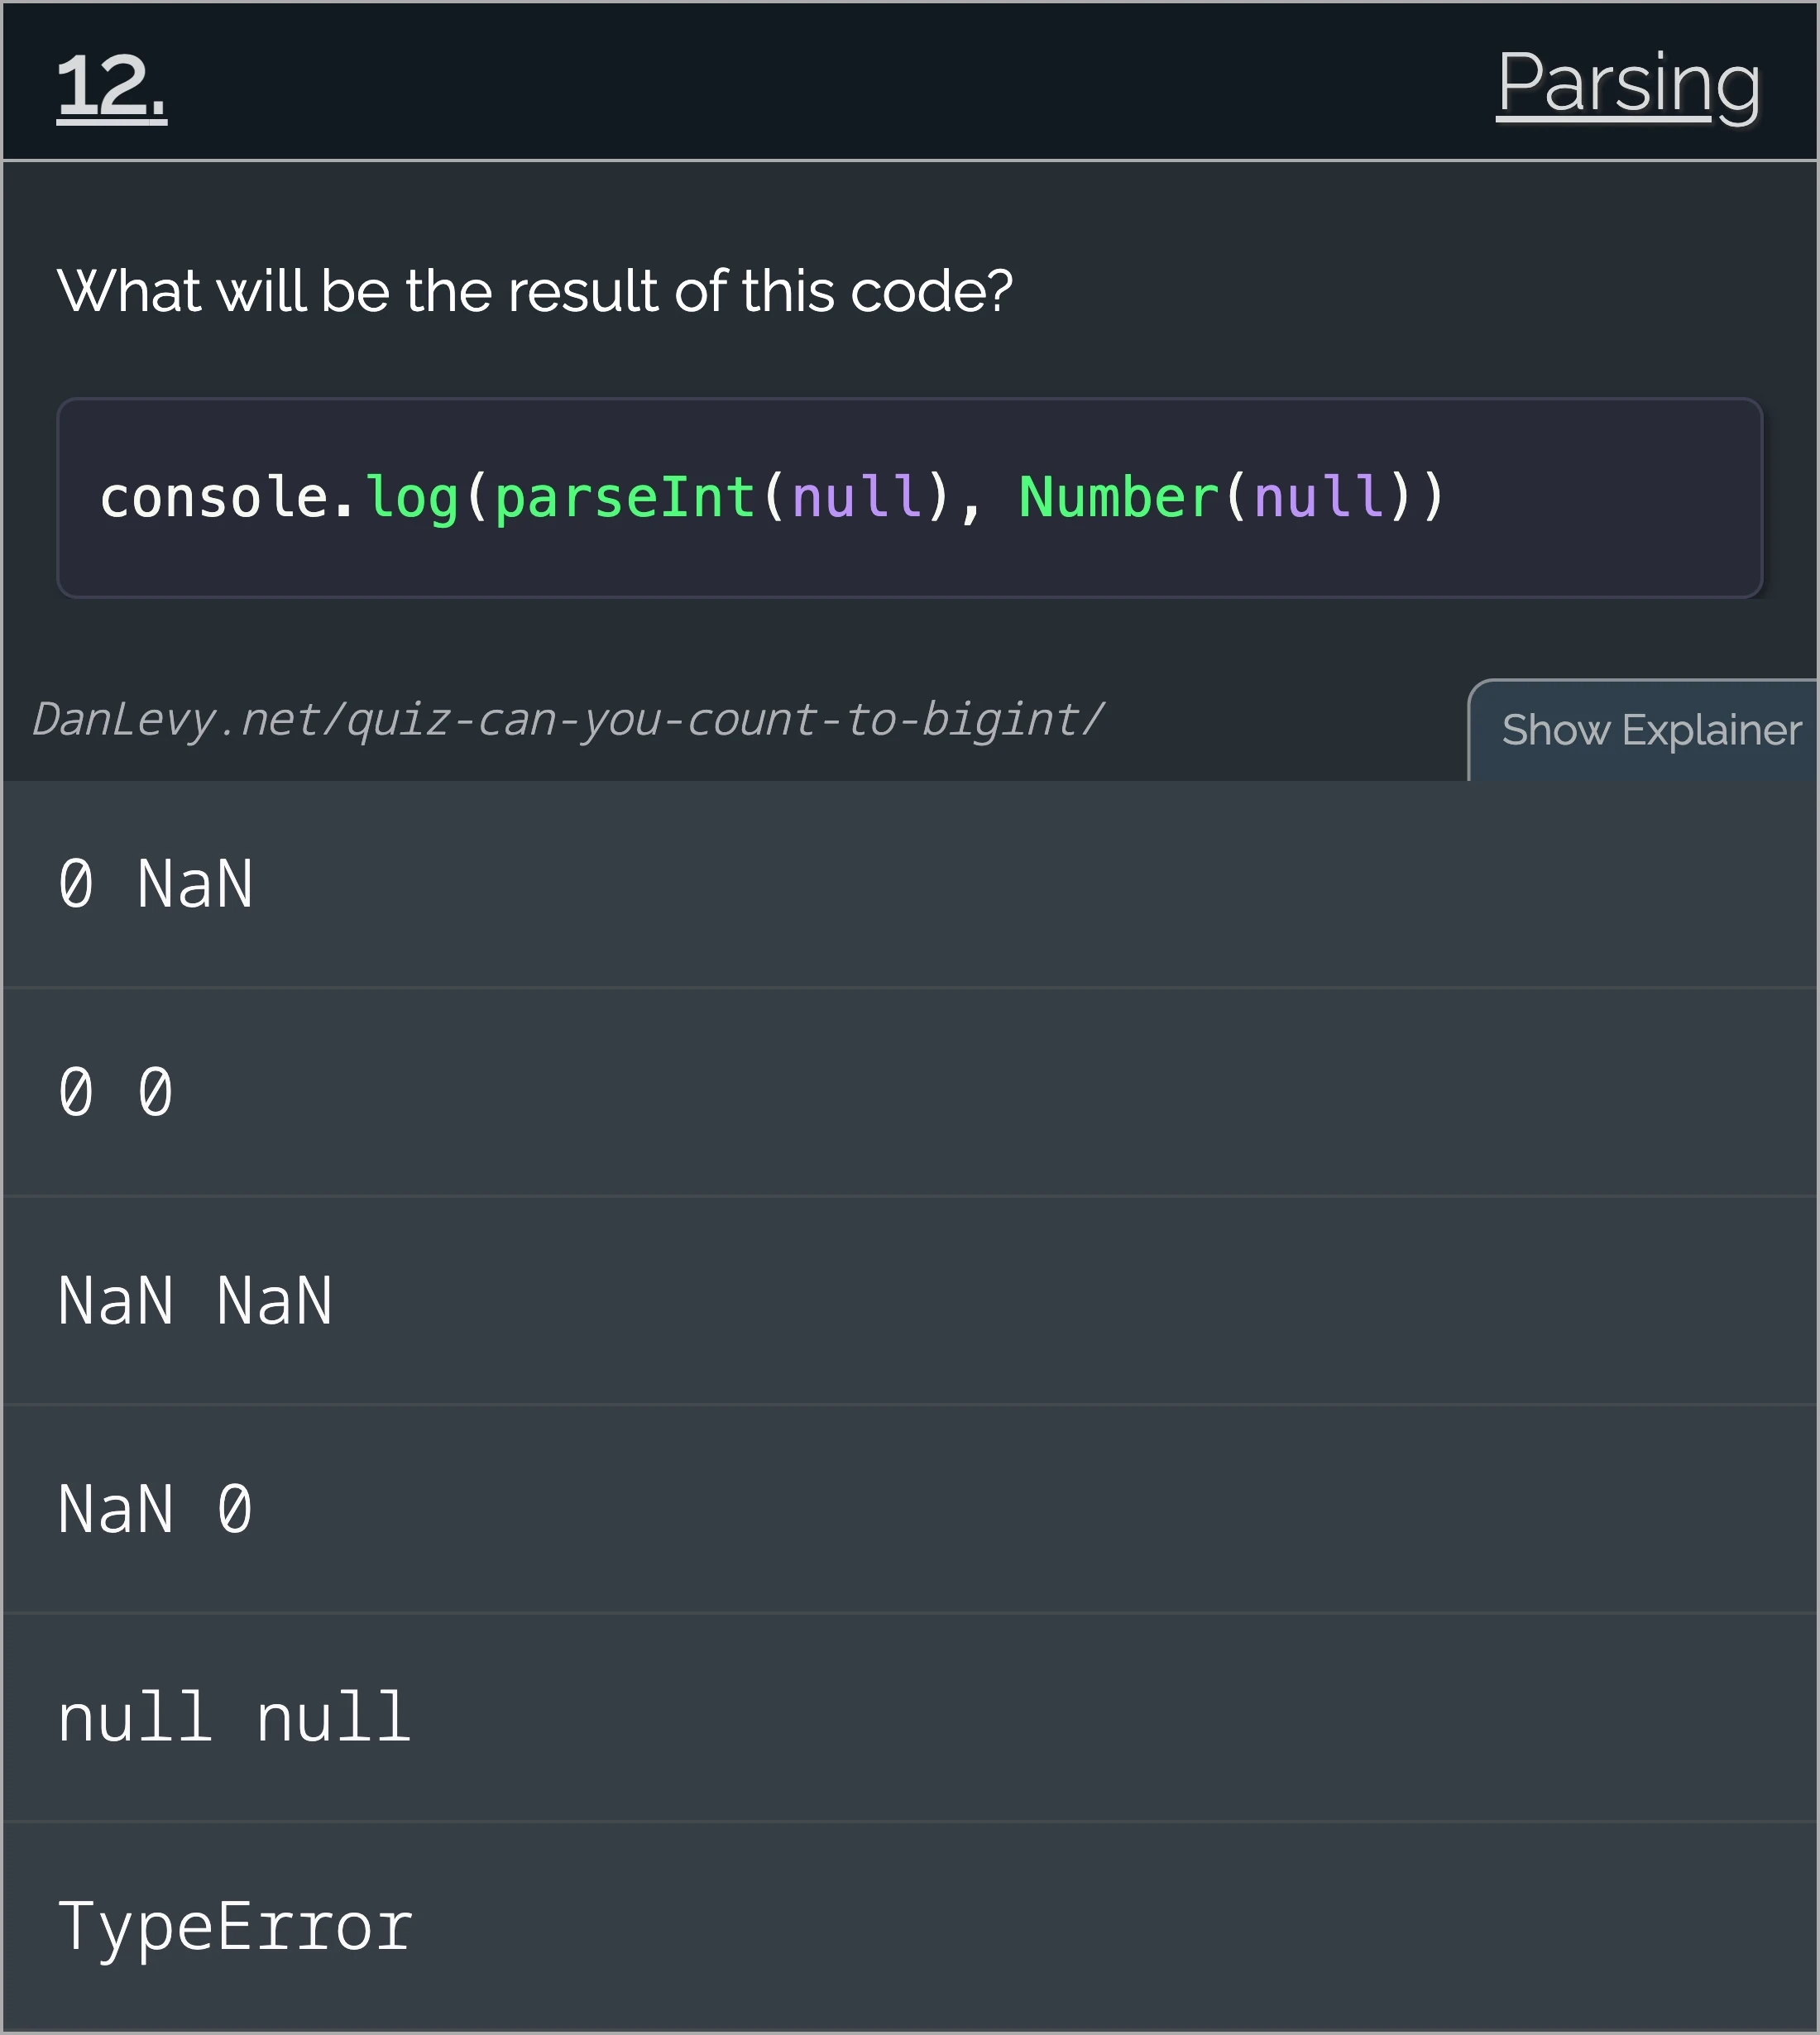 12.
Parsing
What will be the result of this code?
console.log(parseInt(null), Number(null))
DanLevy.net/quiz-can-you-count-to-bigint/
Show Explainer
0 NaN
0 0
NaN NaN
NaN 0
null null
TypeError